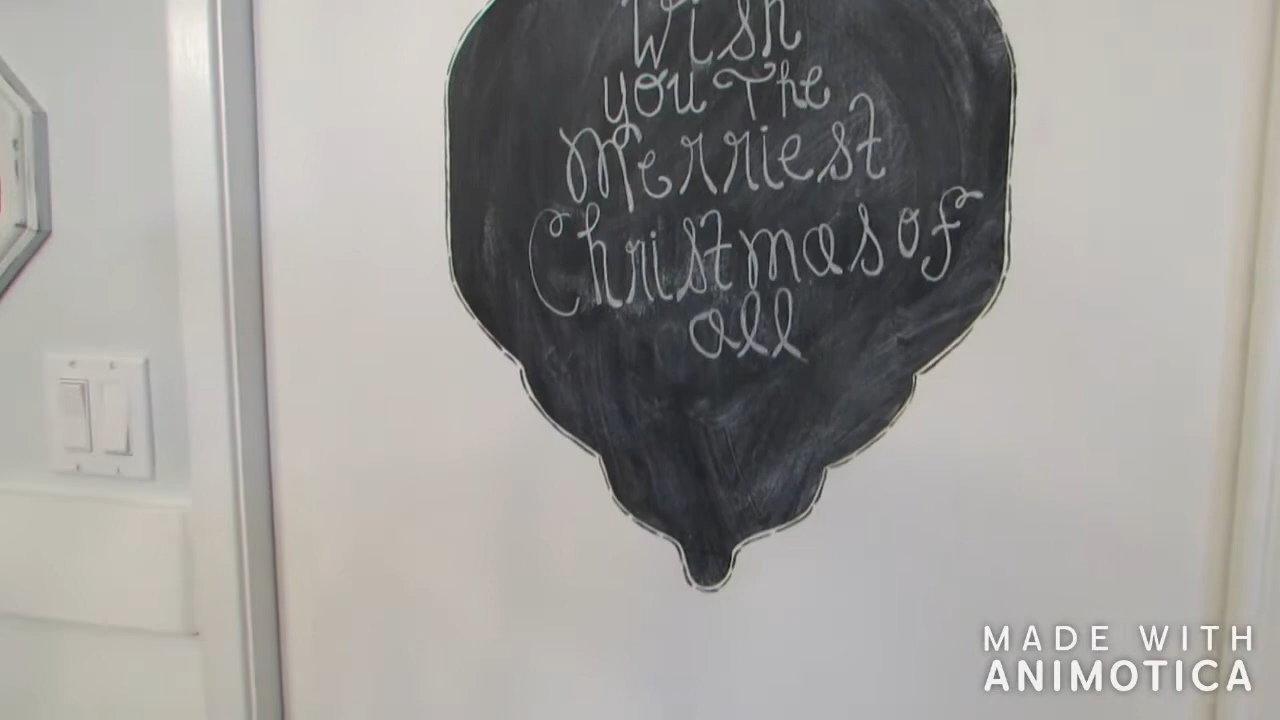 Wish
you The
Merriest
Christmas of
all
MADE WITH
ANIMOTICA